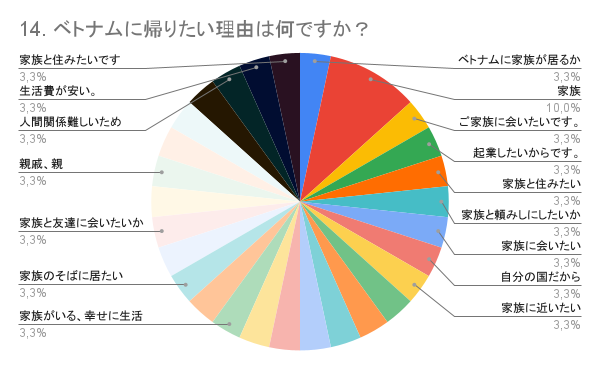 14. ベトナムに帰りたい理由は何ですか？
家族と住みたいです
3,3%
生活費が安い。
3,3%
人間関係難しいため
3,3%
親戚、親
3,3%
家族と友達に会いたいか
3,3%
家族のそばに居たい
3,3%
家族がいる、幸せに生活
3,3%
ベトナムに家族が居るか
3,3%
家族
10,0%
ご家族に会いたいです。
3,3%
起業したいからです。
3,3%
家族と住みたい
3,3%
家族と頼みしにしたいか
3,3%
家族に会いたい
3,3%
自分の国だから
3,3%
家族に近いたい
3,3%